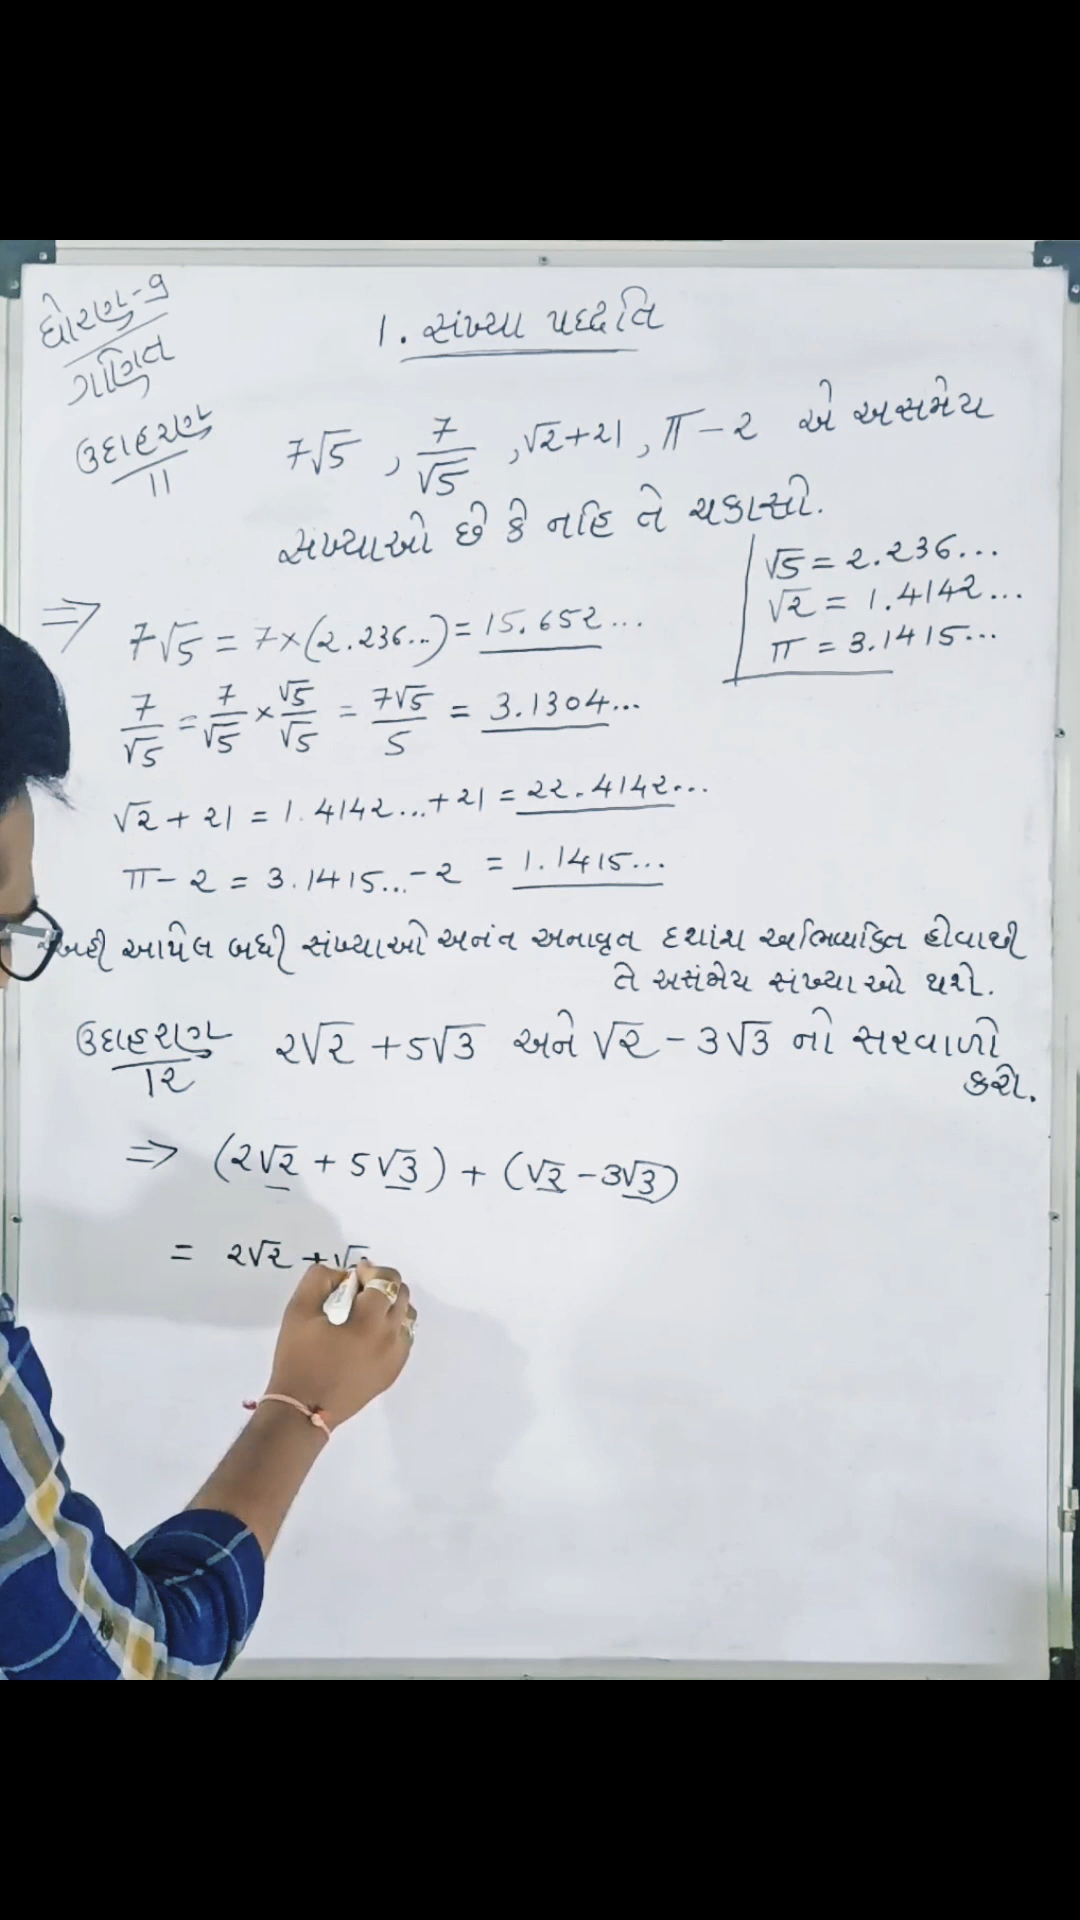 ધોરણ-9
ગણિત
1. સંખ્યા પદ્ધતિ
ઉદાહરણ
11
7√5 , 7/√5 , √2+21 , π-2 એ અસમેય
સંખ્યાઓ છે કે નહિ તે ચકાસો.
√5 = 2.236...
√2 = 1.4142...
π = 3.1415...
⇒ 7√5 = 7×(2.236...) = 15.652...
7/√5 = 7/√5 × √5/√5 = 7√5/5 = 3.1304...
√2 + 21 = 1.4142...+21 = 22.4142...
π - 2 = 3.1415...-2 = 1.1415...
અહી આપેલ બધી સંખ્યાઓ અનંત અનાવૃત દશાંશ અભિવ્યક્તિ હોવાથી
તે અસંમેય સંખ્યાઓ થશે.
ઉદાહરણ
12
2√2 + 5√3 અને √2 - 3√3 નો સરવાળો
કરો.
⇒ (2√2 + 5√3) + (√2 - 3√3)
= 2√2 + √